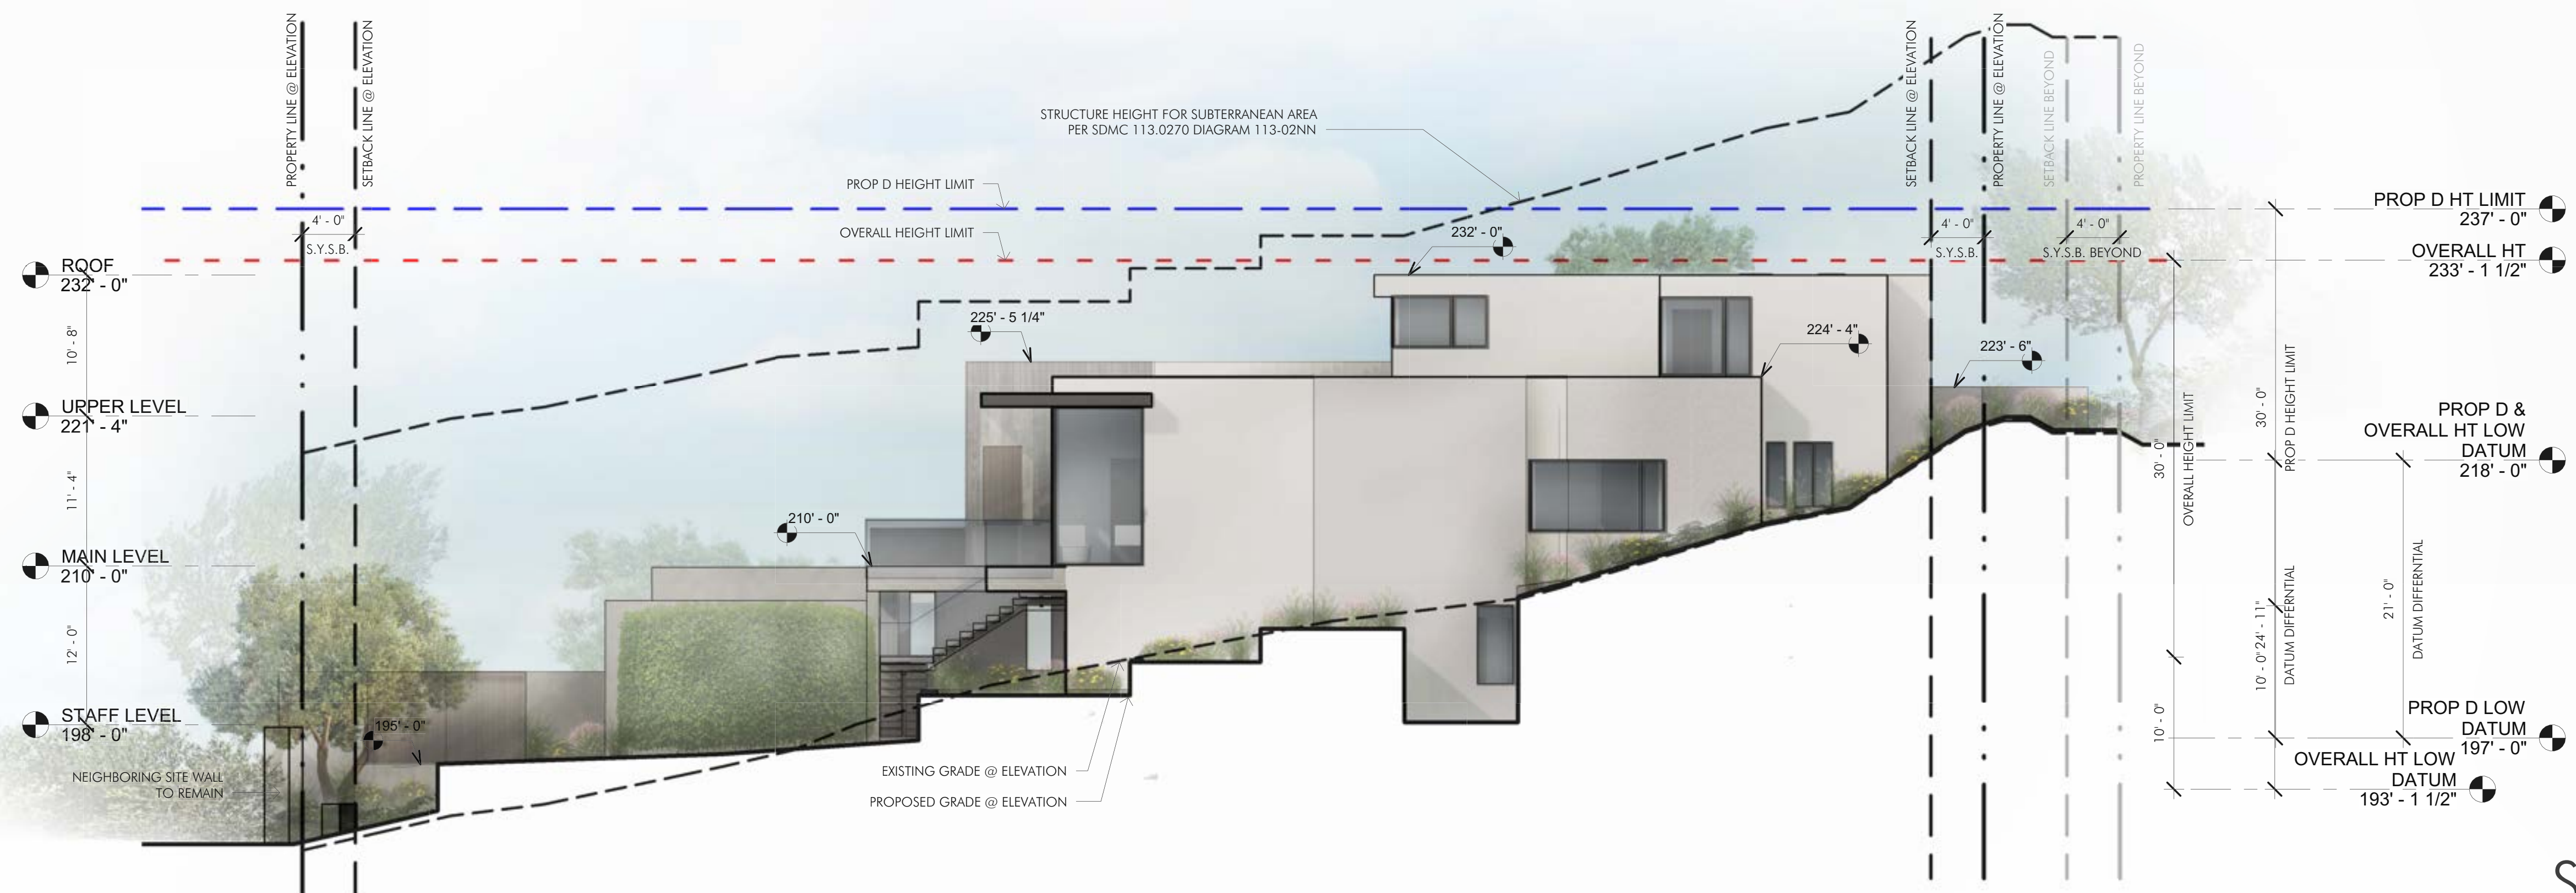 PROPERTY LINE @ ELEVATION
SETBACK LINE @ ELEVATION
SETBACK LINE @ ELEVATION
PROPERTY LINE @ ELEVATION
SETBACK LINE BEYOND
PROPERTY LINE BEYOND
STRUCTURE HEIGHT FOR SUBTERRANEAN AREA
PER SDMC 113.0270 DIAGRAM 113-02NN
PROP D HEIGHT LIMIT
OVERALL HEIGHT LIMIT
4' - 0"
S.Y.S.B.
4' - 0"
S.Y.S.B.
4' - 0"
S.Y.S.B. BEYOND
PROP D HT LIMIT
237' - 0"
OVERALL HT
233' - 1 1/2"
ROOF
232' - 0"
10' - 8"
UPPER LEVEL
221' - 4"
11' - 4"
MAIN LEVEL
210' - 0"
12' - 0"
STAFF LEVEL
198' - 0"
232' - 0"
225' - 5 1/4"
224' - 4"
223' - 6"
210' - 0"
195' - 0"
NEIGHBORING SITE WALL
TO REMAIN
EXISTING GRADE @ ELEVATION
PROPOSED GRADE @ ELEVATION
30' - 0"
OVERALL HEIGHT LIMIT
10' - 0"
30' - 0"
PROP D HEIGHT LIMIT
10' - 0" 24' - 11"
DATUM DIFFERNTIAL
21' - 0"
DATUM DIFFERNTIAL
PROP D &
OVERALL HT LOW
DATUM
218' - 0"
PROP D LOW
DATUM
197' - 0"
OVERALL HT LOW
DATUM
193' - 1 1/2"